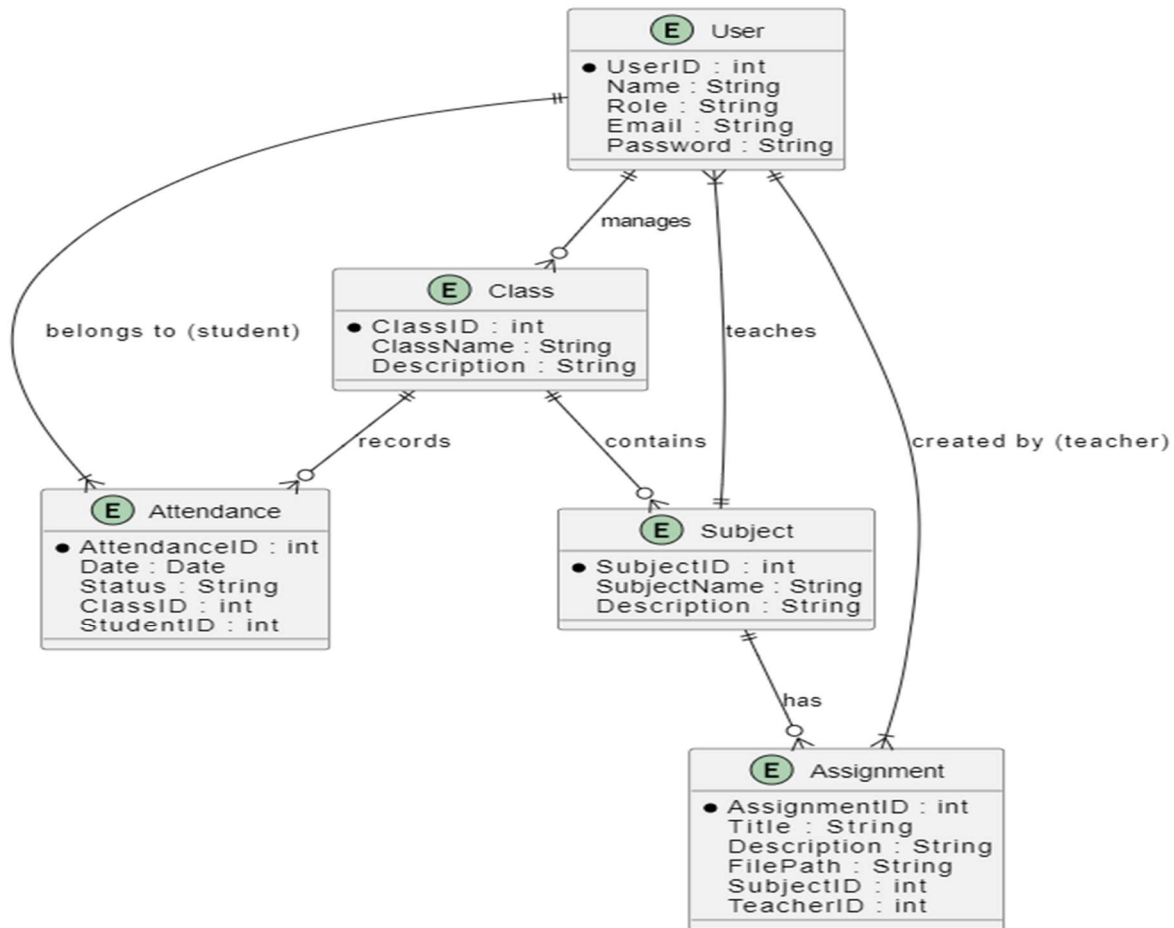 E User
UserID : int
Name : String
Role : String
Email : String
Password : String
manages
E Class
ClassID : int
ClassName : String
Description : String
belongs to (student)
teaches
records
contains
created by (teacher)
E Attendance
AttendanceID : int
Date : Date
Status : String
ClassID : int
StudentID : int
E Subject
SubjectID : int
SubjectName : String
Description : String
has
E Assignment
AssignmentID : int
Title : String
Description : String
FilePath : String
SubjectID : int
TeacherID : int